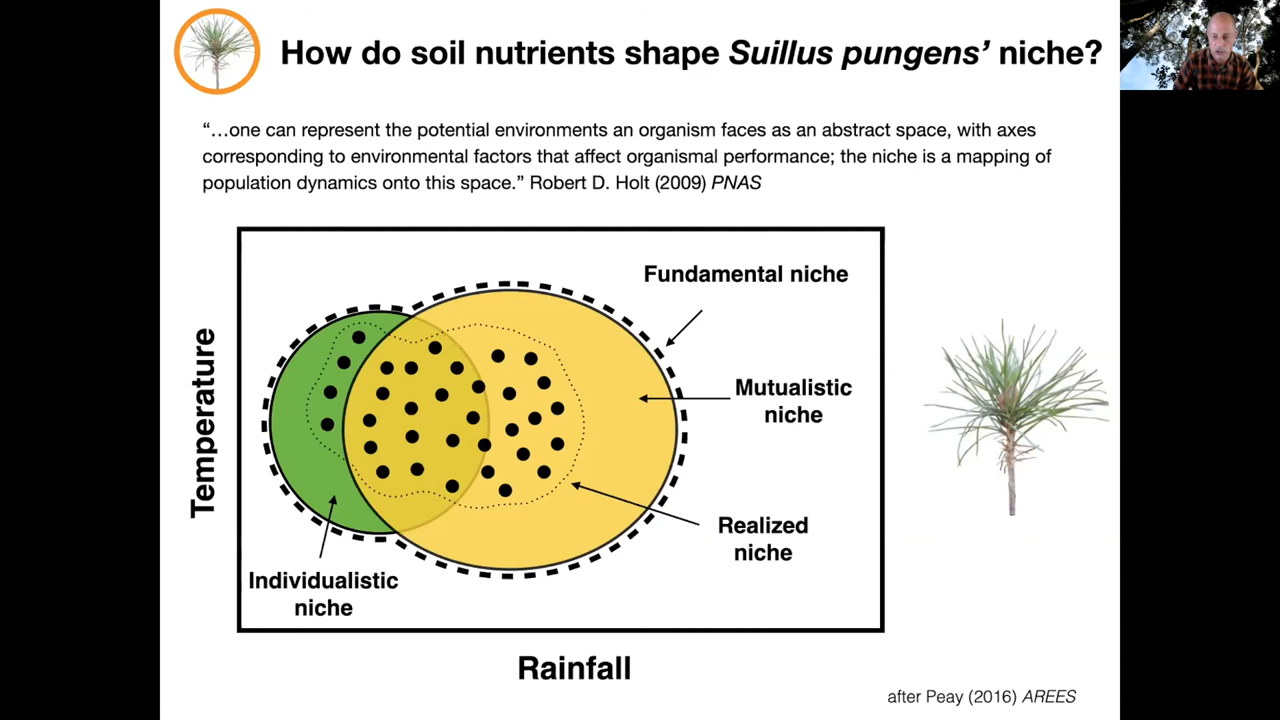 How do soil nutrients shape Suillus pungens’ niche?
“…one can represent the potential environments an organism faces as an abstract space, with axes
corresponding to environmental factors that affect organismal performance; the niche is a mapping of
population dynamics onto this space.” Robert D. Holt (2009) PNAS
Fundamental niche
Mutualistic
niche
Realized
niche
Individualistic
niche
Temperature
Rainfall
after Peay (2016) AREES